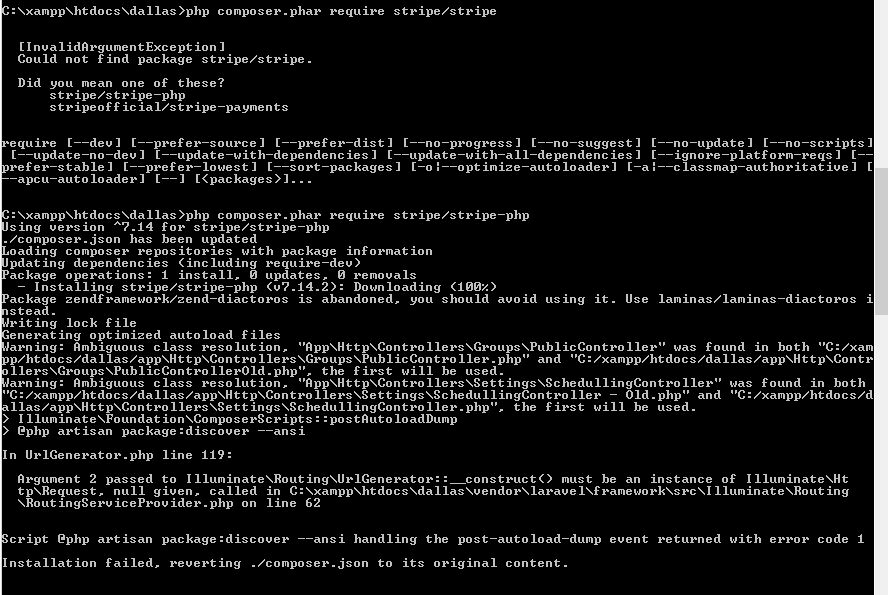 C:\xampp\htdocs\dallas>php composer.phar require stripe/stripe
[InvalidArgumentException]
Could not find package stripe/stripe.
Did you mean one of these?
stripe/stripe-php
stripeofficial/stripe-payments
require [--dev] [--prefer-source] [--prefer-dist] [--no-progress] [--no-suggest] [--no-update] [--no-scripts]
[--update-no-dev] [--update-with-dependencies] [--update-with-all-dependencies] [--ignore-platform-reqs] [--
prefer-stable] [--prefer-lowest] [--sort-packages] [-o¦--optimize-autoloader] [-a¦--classmap-authoritative] [
--apcu-autoloader] [--] [<packages>]...
C:\xampp\htdocs\dallas>php composer.phar require stripe/stripe-php
Using version ^7.14 for stripe/stripe-php
./composer.json has been updated
Loading composer repositories with package information
Updating dependencies (including require-dev)
Package operations: 1 install, 0 updates, 0 removals
- Installing stripe/stripe-php (v7.14.2): Downloading (100%)
Package zendframework/zend-diactoros is abandoned, you should avoid using it. Use laminas/laminas-diactoros i
nstead.
Writing lock file
Generating optimized autoload files
Warning: Ambiguous class resolution, "App\Http\Controllers\Groups\PublicController" was found in both "C:/xam
pp/htdocs/dallas/app\Http\Controllers\Groups\PublicController.php" and "C:/xampp/htdocs/dallas/app\Http\Contr
ollers\Groups\PublicControllerOld.php", the first will be used.
Warning: Ambiguous class resolution, "App\Http\Controllers\Settings\SchedullingController" was found in both
"C:/xampp/htdocs/dallas/app\Http\Controllers\Settings\SchedullingController - Old.php" and "C:/xampp/htdocs/d
allas/app\Http\Controllers\Settings\SchedullingController.php", the first will be used.
> Illuminate\Foundation\ComposerScripts::postAutoloadDump
> @php artisan package:discover --ansi
In UrlGenerator.php line 119:
Argument 2 passed to Illuminate\Routing\UrlGenerator::__construct() must be an instance of Illuminate\Ht
tp\Request, null given, called in C:\xampp\htdocs\dallas\vendor\laravel\framework\src\Illuminate\Routing
\RoutingServiceProvider.php on line 62
Script @php artisan package:discover --ansi handling the post-autoload-dump event returned with error code 1
Installation failed, reverting ./composer.json to its original content.